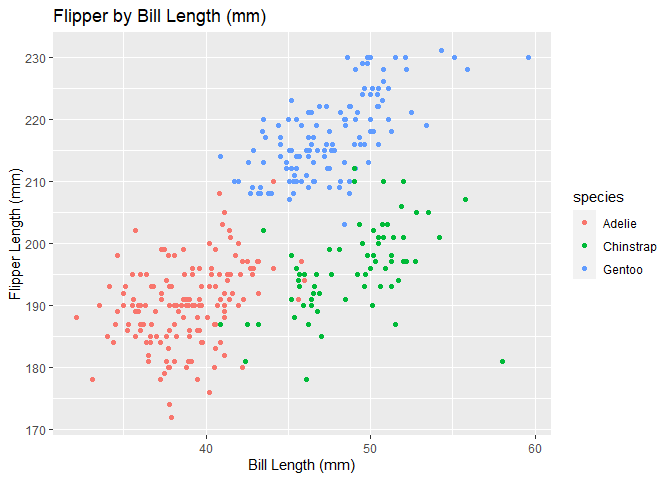 Flipper by Bill Length (mm)
Flipper Length (mm)
230
220
210
200
190
180
170
40
50
60
Bill Length (mm)
species
Adelie
Chinstrap
Gentoo